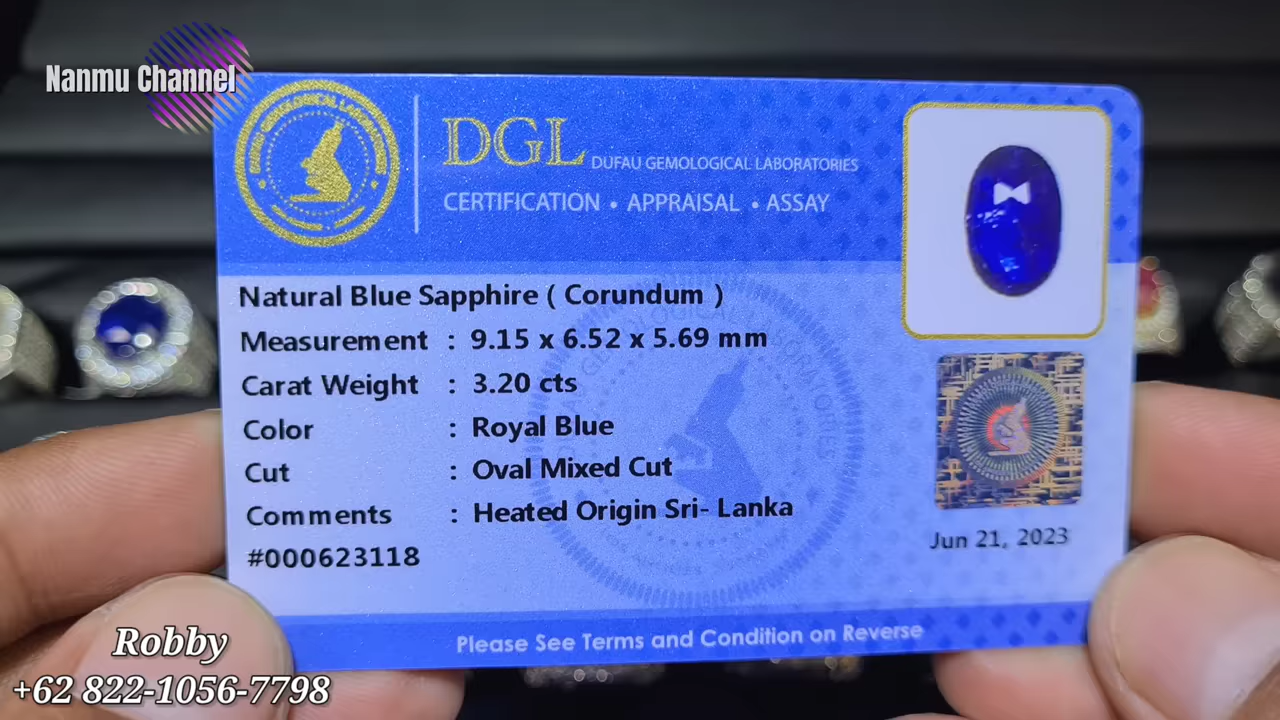 Nanmu Channel
DGL DUFAU GEMOLOGICAL LABORATORIES
CERTIFICATION • APPRAISAL • ASSAY
Natural Blue Sapphire ( Corundum )
Measurement : 9.15 x 6.52 x 5.69 mm
Carat Weight : 3.20 cts
Color : Royal Blue
Cut : Oval Mixed Cut
Comments : Heated Origin Sri- Lanka
#000623118
Jun 21, 2023
Please See Terms and Condition on Reverse
Robby
+62 822-1056-7798